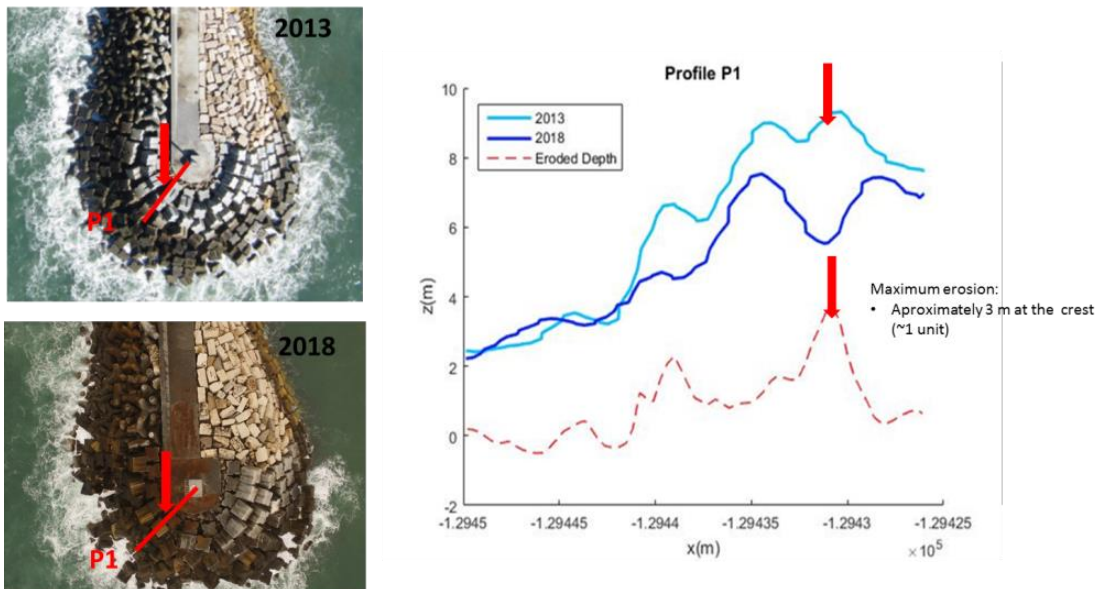 2013
P1
2018
P1
Profile P1
2013
2018
Eroded Depth
z(m)
10
8
6
4
2
0
-2
-1.2945
-1.29445
-1.2944
-1.29435
-1.2943
-1.29425
x(m)
× 10⁵
Maximum erosion:
• Aproximately 3 m at the crest
(~1 unit)